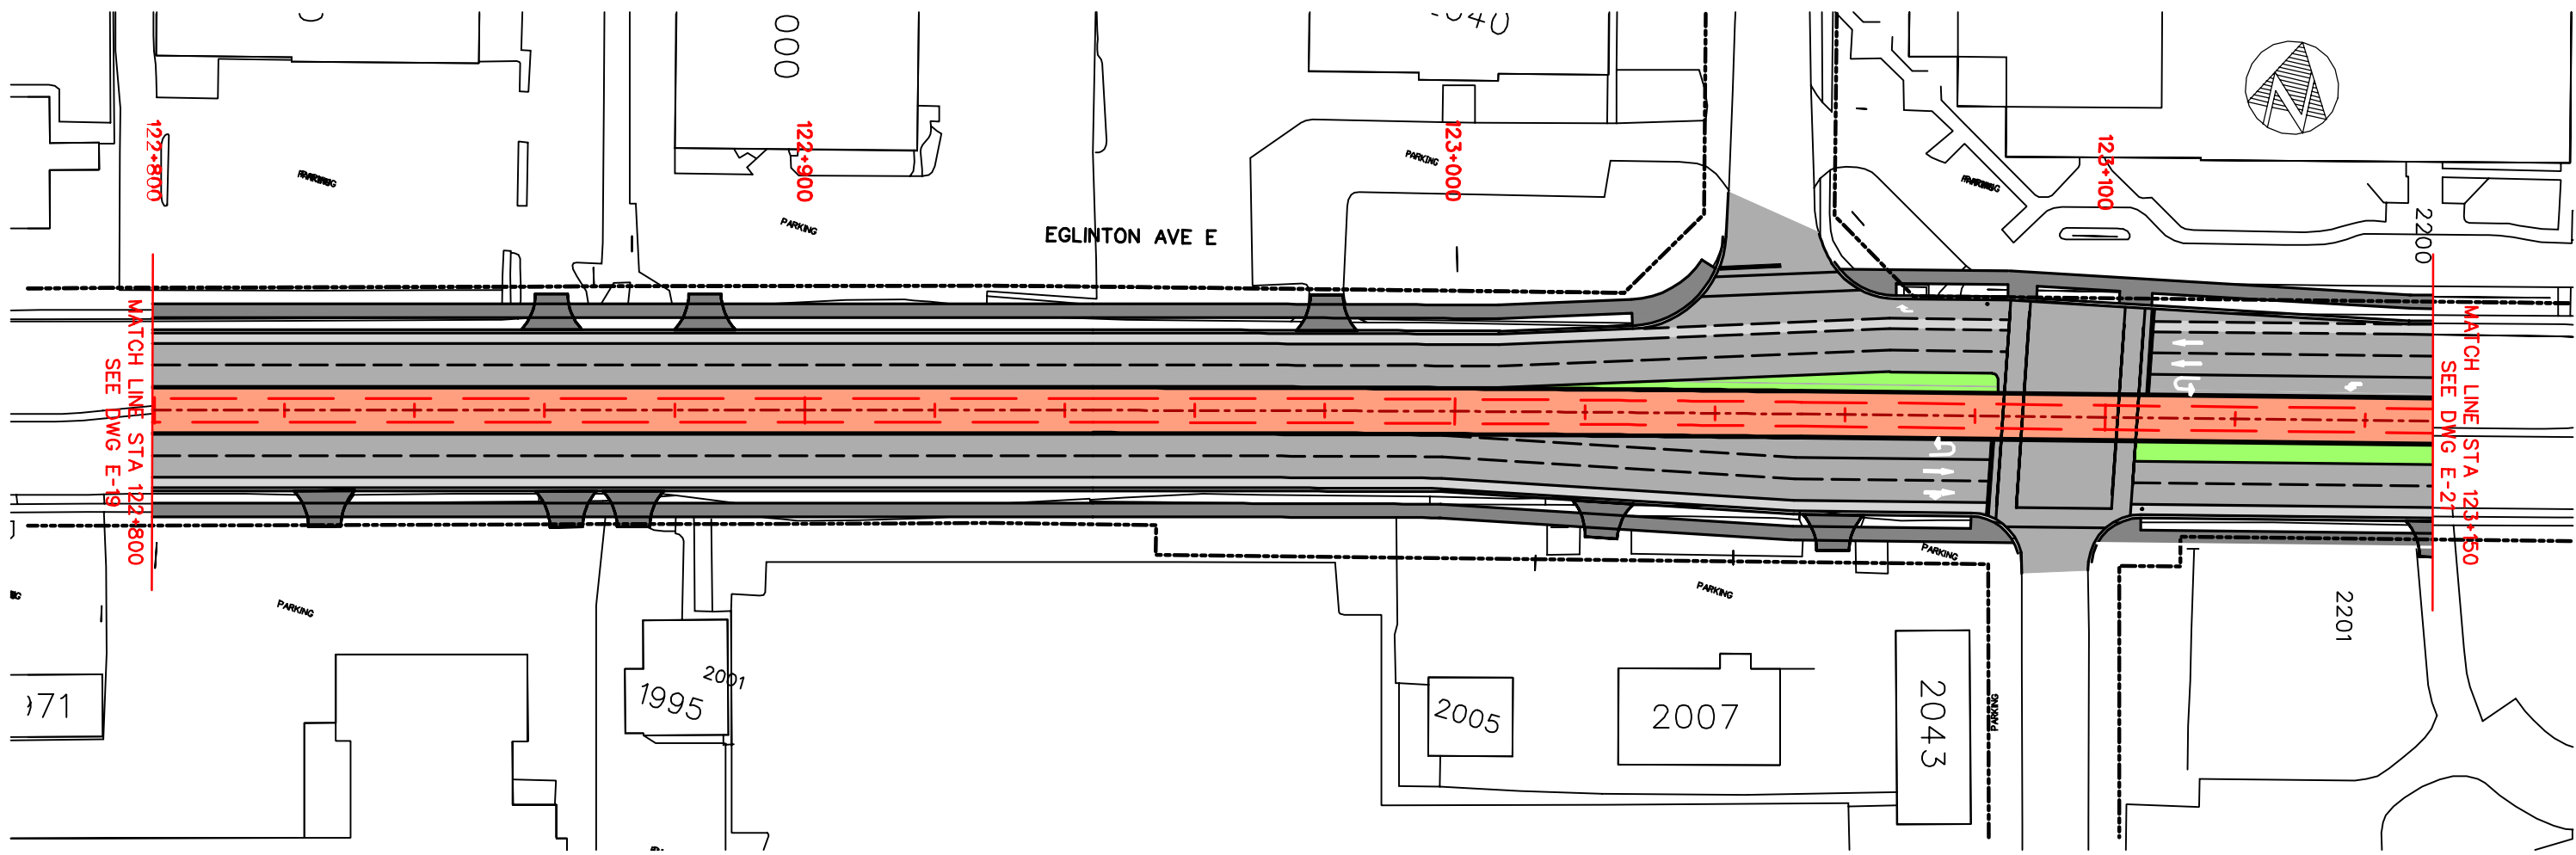 000
122+800
122+900
123+000
123+100
PARKING
PARKING
EGLINTON AVE E
2200
MATCH LINE STA 122+800
SEE DWG E-19
MATCH LINE STA 123+150
SEE DWG E-21
PARKING
PARKING
PARKING
PARKING
2201
971
1995
2001
2005
2007
2043